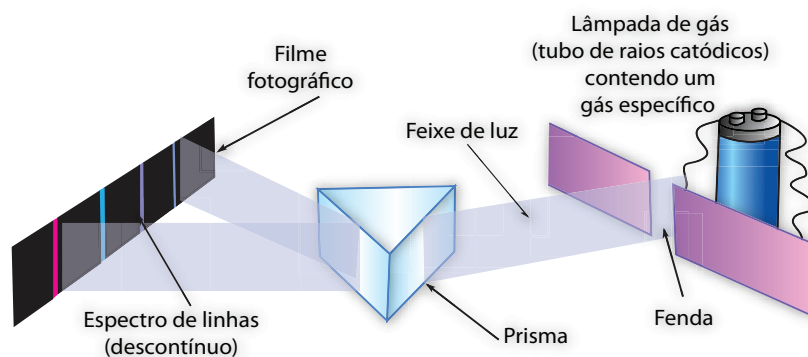 Lâmpada de gás
(tubo de raios catódicos)
contendo um
gás específico
Filme
fotográfico
Feixe de luz
Espectro de linhas
(descontínuo)
Prisma
Fenda